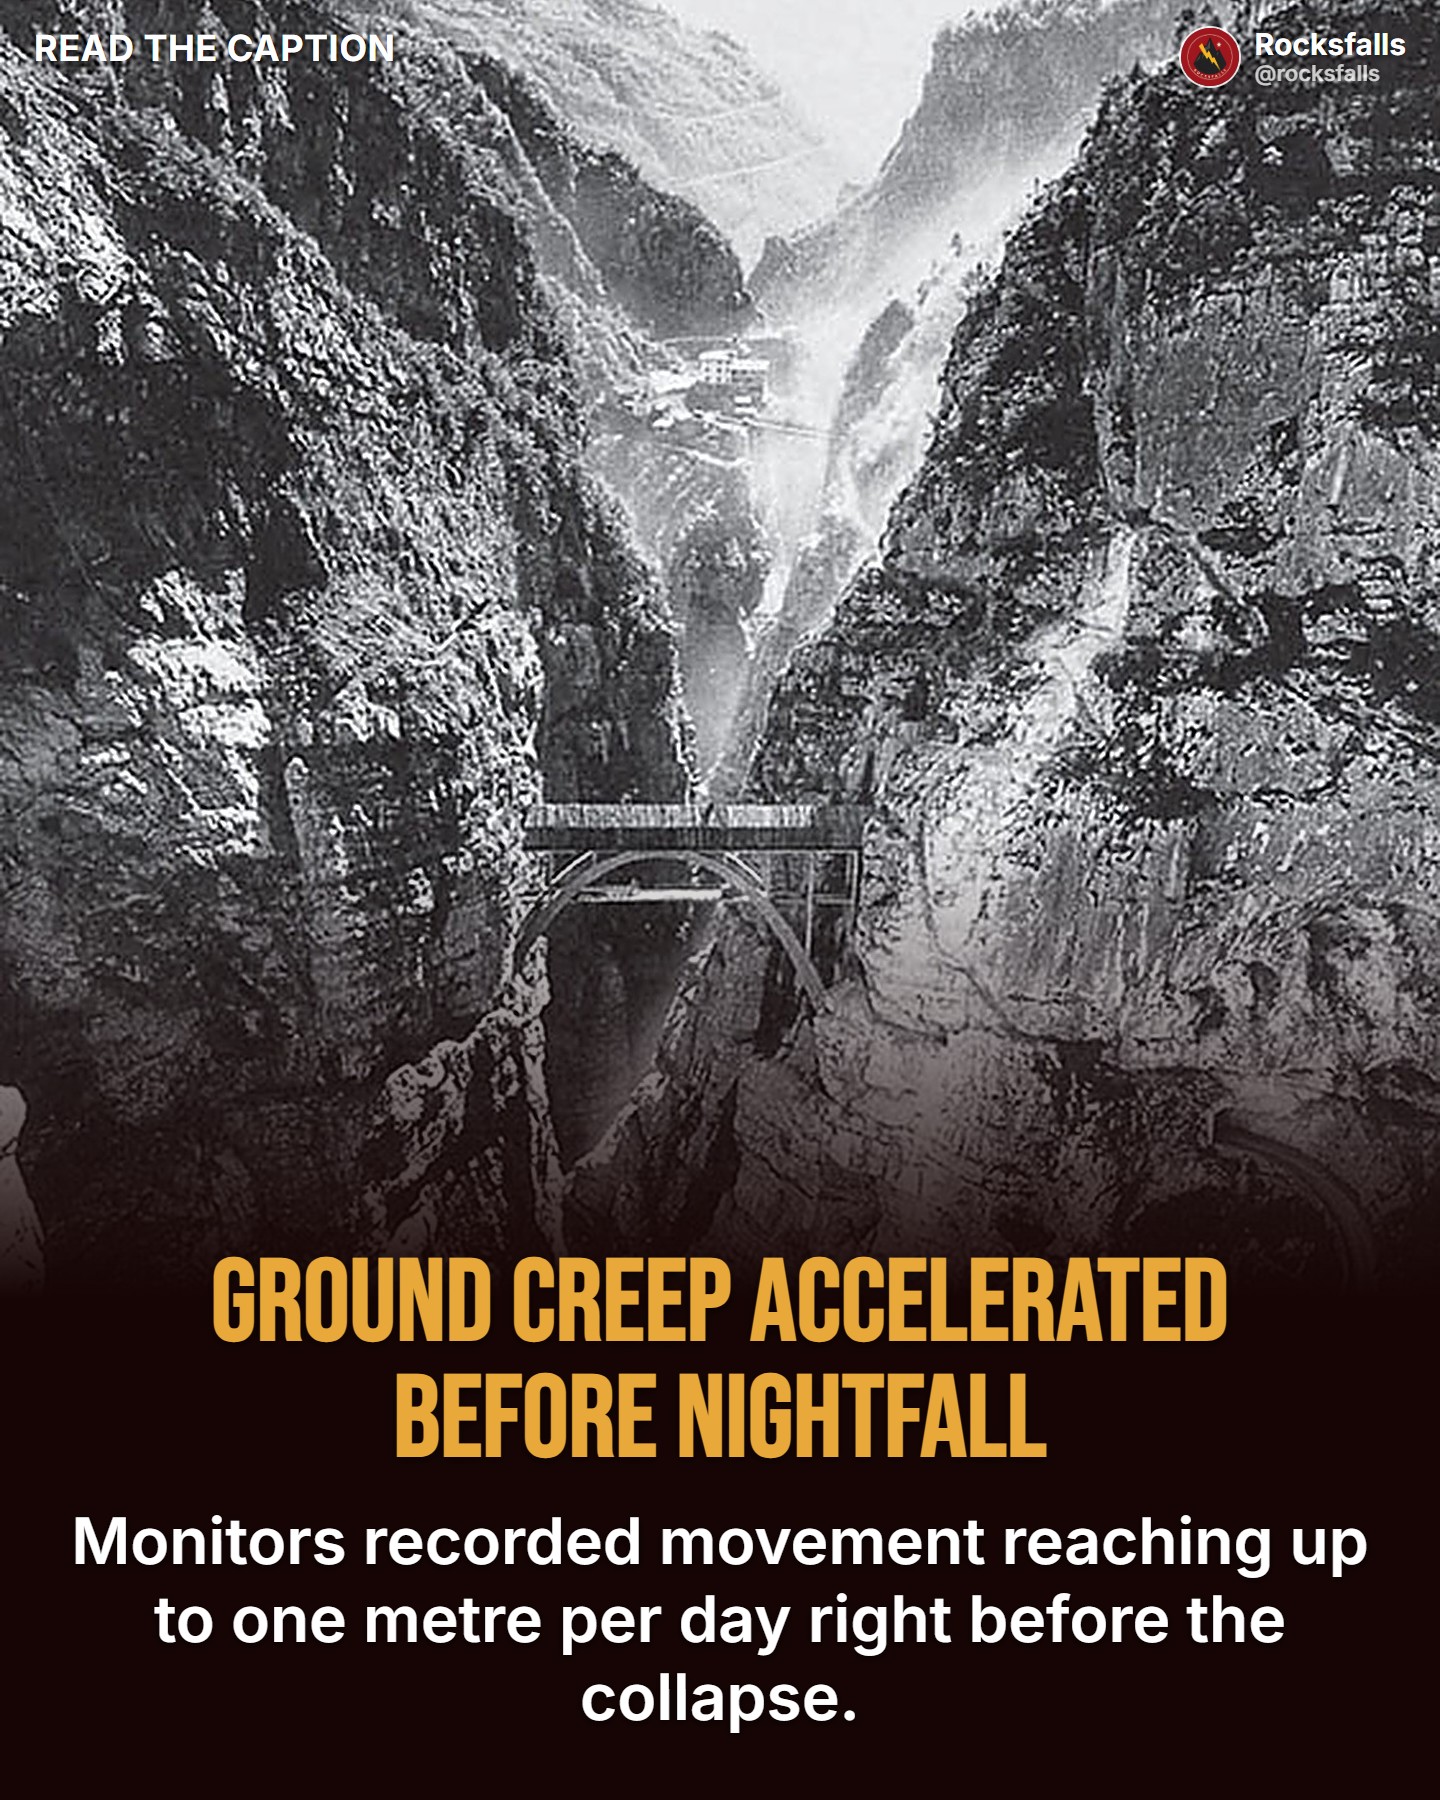 READ THE CAPTION
Rocksfalls
@rocksfalls
GROUND CREEP ACCELERATED
BEFORE NIGHTFALL
Monitors recorded movement reaching up
to one metre per day right before the
collapse.